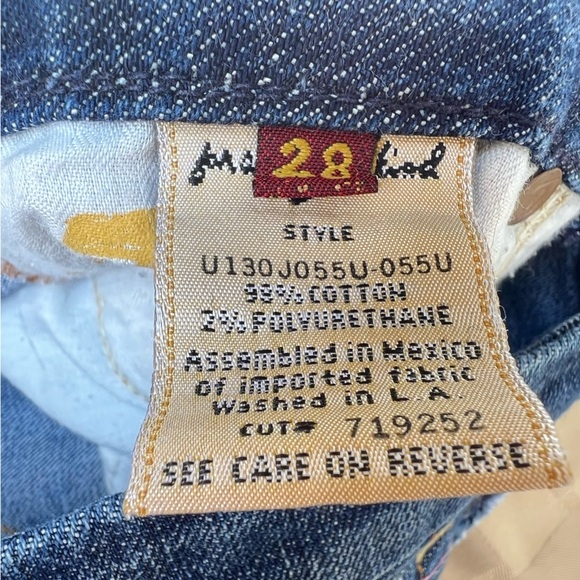 28
STYLE
U130J055U-055U
98% COTTON
2% POLYURETHANE
Assembled in Mexico
of imported fabric
Washed in L.A.
CUT# 719252
SEE CARE ON REVERSE